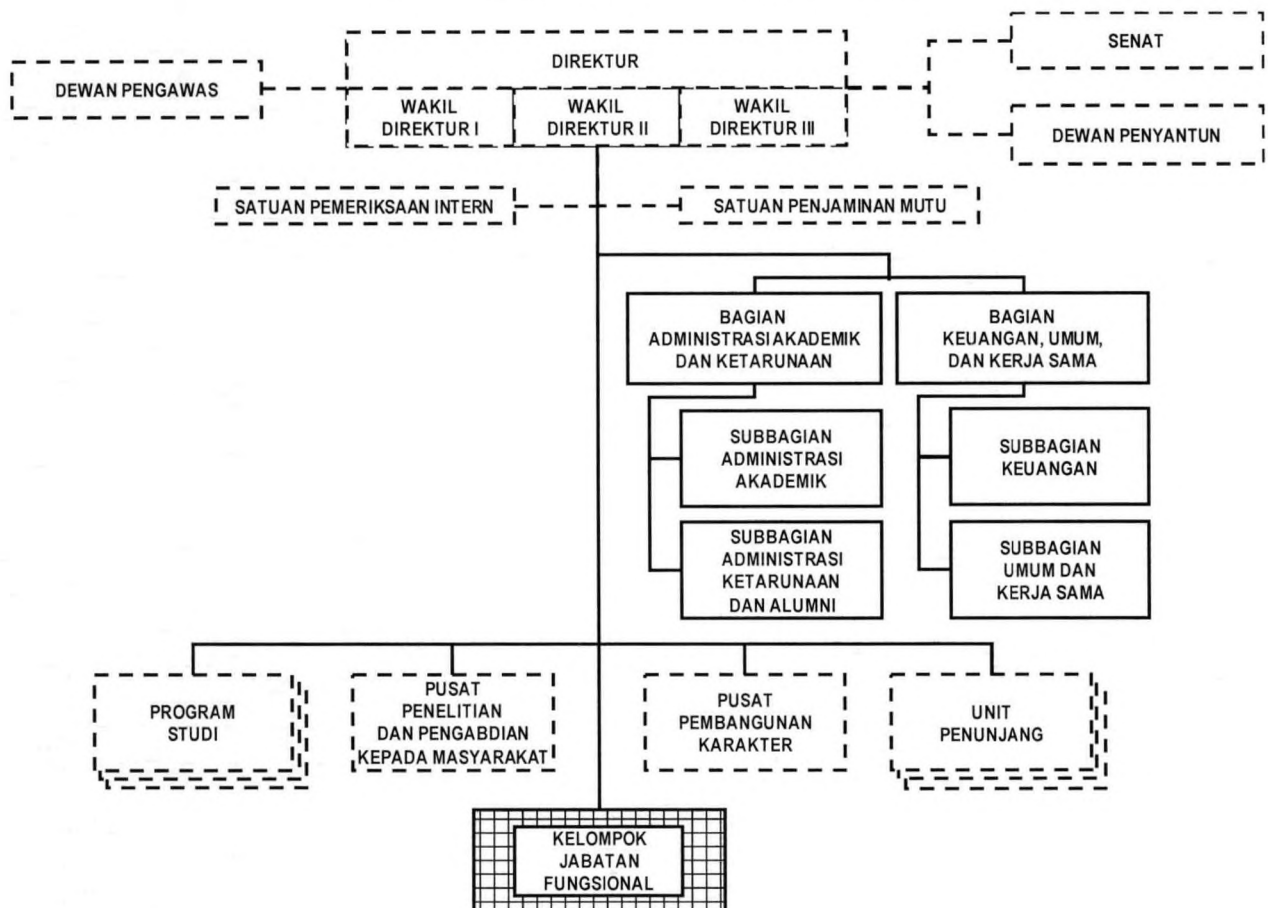 SENAT
DIREKTUR
DEWAN PENGAWAS
WAKIL
DIREKTUR I
WAKIL
DIREKTUR II
WAKIL
DIREKTUR III
DEWAN PENYANTUN
SATUAN PEMERIKSAAN INTERN
SATUAN PENJAMINAN MUTU
BAGIAN
ADMINISTRASI AKADEMIK
DAN KETARUNAAN
BAGIAN
KEUANGAN, UMUM,
DAN KERJA SAMA
SUBBAGIAN
ADMINISTRASI
AKADEMIK
SUBBAGIAN
KEUANGAN
SUBBAGIAN
ADMINISTRASI
KETARUNAAN
DAN ALUMNI
SUBBAGIAN
UMUM DAN
KERJA SAMA
PROGRAM
STUDI
PUSAT
PENELITIAN
DAN PENGABDIAN
KEPADA MASYARAKAT
PUSAT
PEMBANGUNAN
KARAKTER
UNIT
PENUNJANG
KELOMPOK
JABATAN
FUNGSIONAL